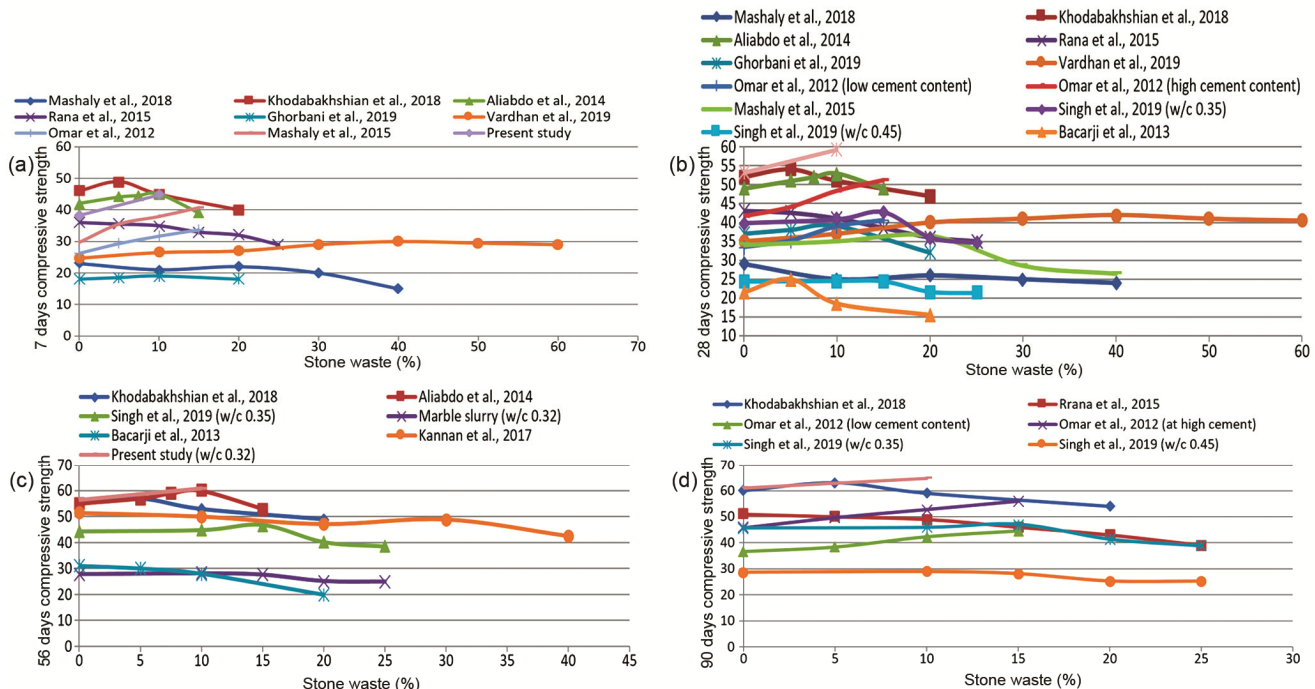 Mashaly et al., 2018 Khodabakhshian et al., 2018 Aliabdo et al., 2014
Rana et al., 2015 Ghorbani et al., 2019 Vardhan et al., 2019
Omar et al., 2012 Mashaly et al., 2015 Present study
(a)
7 days compressive strength
60
50
40
30
20
10
0
0 10 20 30 40 50 60 70
Stone waste (%)
Mashaly et al., 2018 Khodabakhshian et al., 2018
Aliabdo et al., 2014 Rana et al., 2015
Ghorbani et al., 2019 Vardhan et al., 2019
Omar et al., 2012 (low cement content) Omar et al., 2012 (high cement content)
Mashaly et al., 2015 Singh et al., 2019 (w/c 0.35)
Singh et al., 2019 (w/c 0.45) Bacarji et al., 2013
(b)
28 days compressive strength
60
55
50
45
40
35
30
25
20
15
10
0 10 20 30 40 50 60
Stone waste (%)
Khodabakhshian et al., 2018 Aliabdo et al., 2014
Singh et al., 2019 (w/c 0.35) Marble slurry (w/c 0.32)
Bacarji et al., 2013 Kannan et al., 2017
Present study (w/c 0.32)
(c)
56 days compressive strength
70
60
50
40
30
20
10
0
0 5 10 15 20 25 30 35 40 45
Stone waste (%)
Khodabakhshian et al., 2018 Rrana et al., 2015
Omar et al., 2012 (low cement content) Omar et al., 2012 (at high cement)
Singh et al., 2019 (w/c 0.35) Singh et al., 2019 (w/c 0.45)
(d)
90 days compressive strength
70
60
50
40
30
20
10
0
0 5 10 15 20 25 30
Stone waste (%)